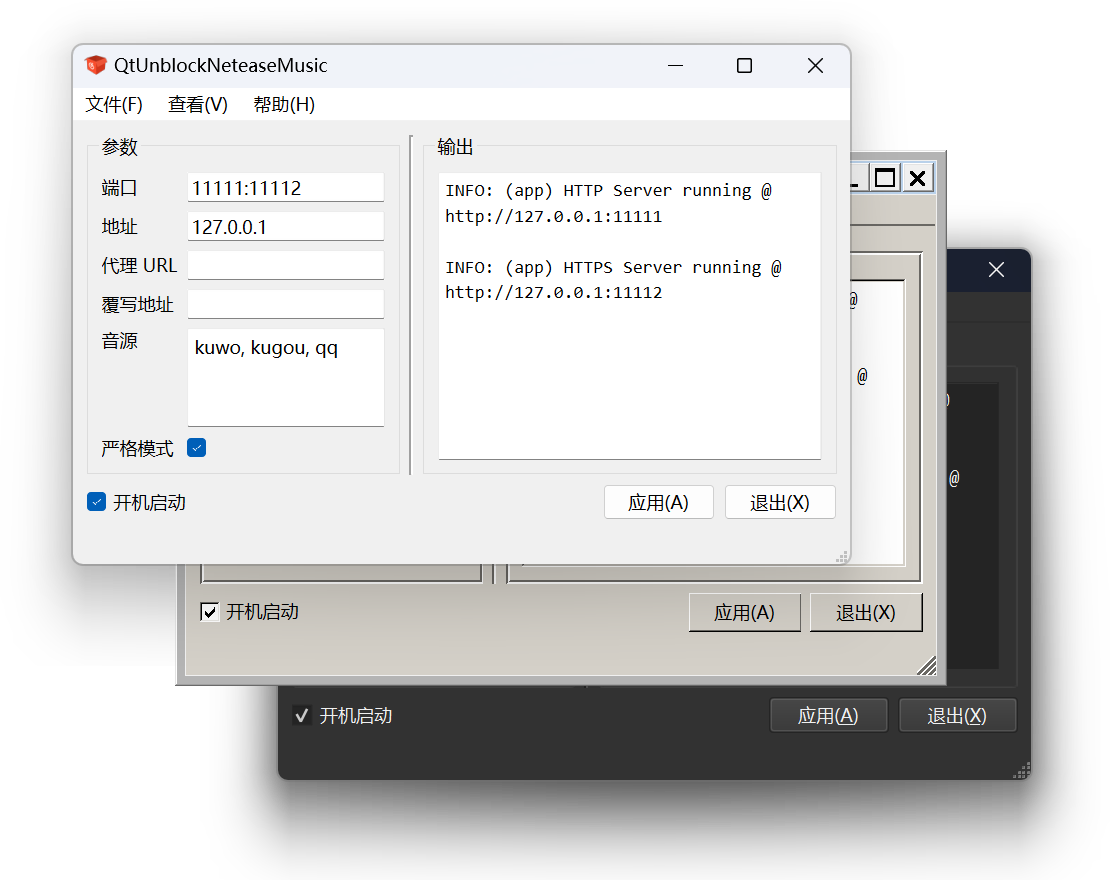 QtUnblockNeteaseMusic
文件(F) 查看(V) 帮助(H)
参数
端口 11111:11112
地址 127.0.0.1
代理 URL
覆写地址
音源 kuwo, kugou, qq
严格模式
开机启动
输出
INFO: (app) HTTP Server running @
http://127.0.0.1:11111
INFO: (app) HTTPS Server running @
http://127.0.0.1:11112
应用(A) 退出(X)
@
@
开机启动 应用(A) 退出(X)
@
开机启动 应用(A) 退出(X)